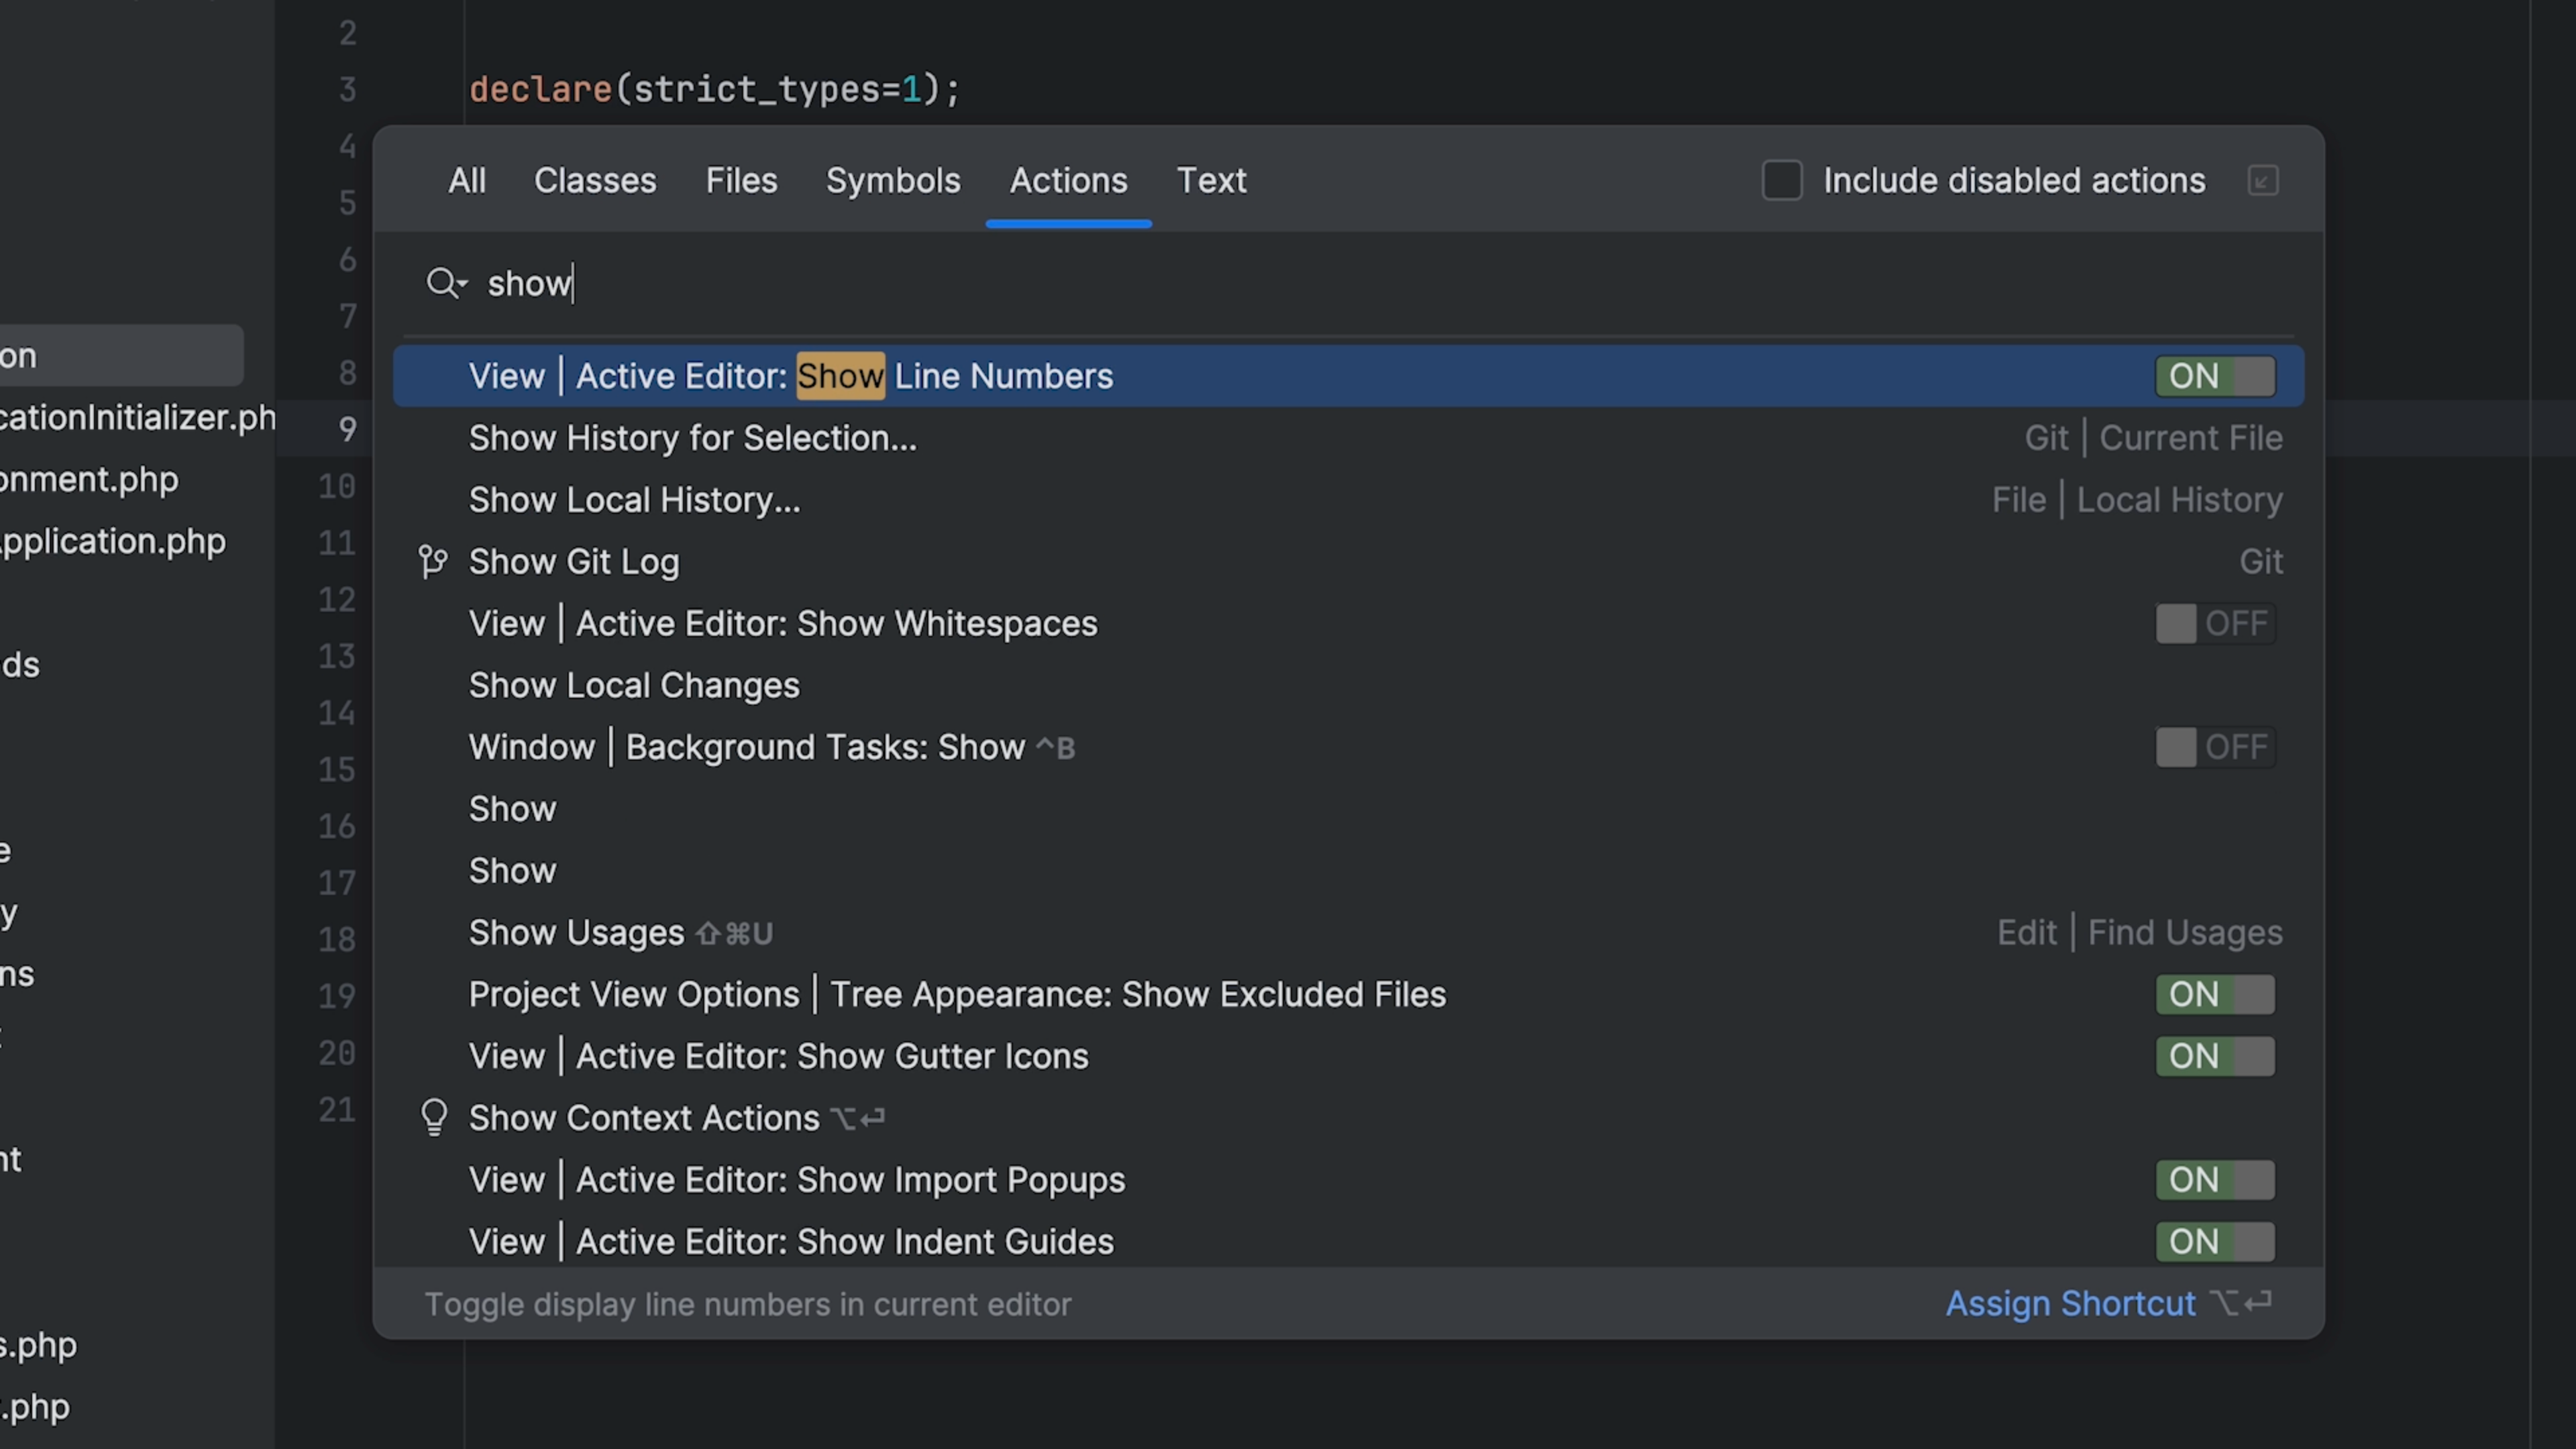 2
3 declare(strict_types=1);
4
5
6
7
8
9
10
11
12
13
14
15
16
17
18
19
20
21
on
cationInitializer.ph
onment.php
pplication.php
ds
e
y
ns
nt
s.php
.php
All Classes Files Symbols Actions Text Include disabled actions
show
View | Active Editor: Show Line Numbers ON
Show History for Selection... Git | Current File
Show Local History... File | Local History
Show Git Log Git
View | Active Editor: Show Whitespaces OFF
Show Local Changes
Window | Background Tasks: Show ^B OFF
Show
Show
Show Usages ⇧⌘U Edit | Find Usages
Project View Options | Tree Appearance: Show Excluded Files ON
View | Active Editor: Show Gutter Icons ON
Show Context Actions ⌥⏎
View | Active Editor: Show Import Popups ON
View | Active Editor: Show Indent Guides ON
Toggle display line numbers in current editor Assign Shortcut ⌥⏎